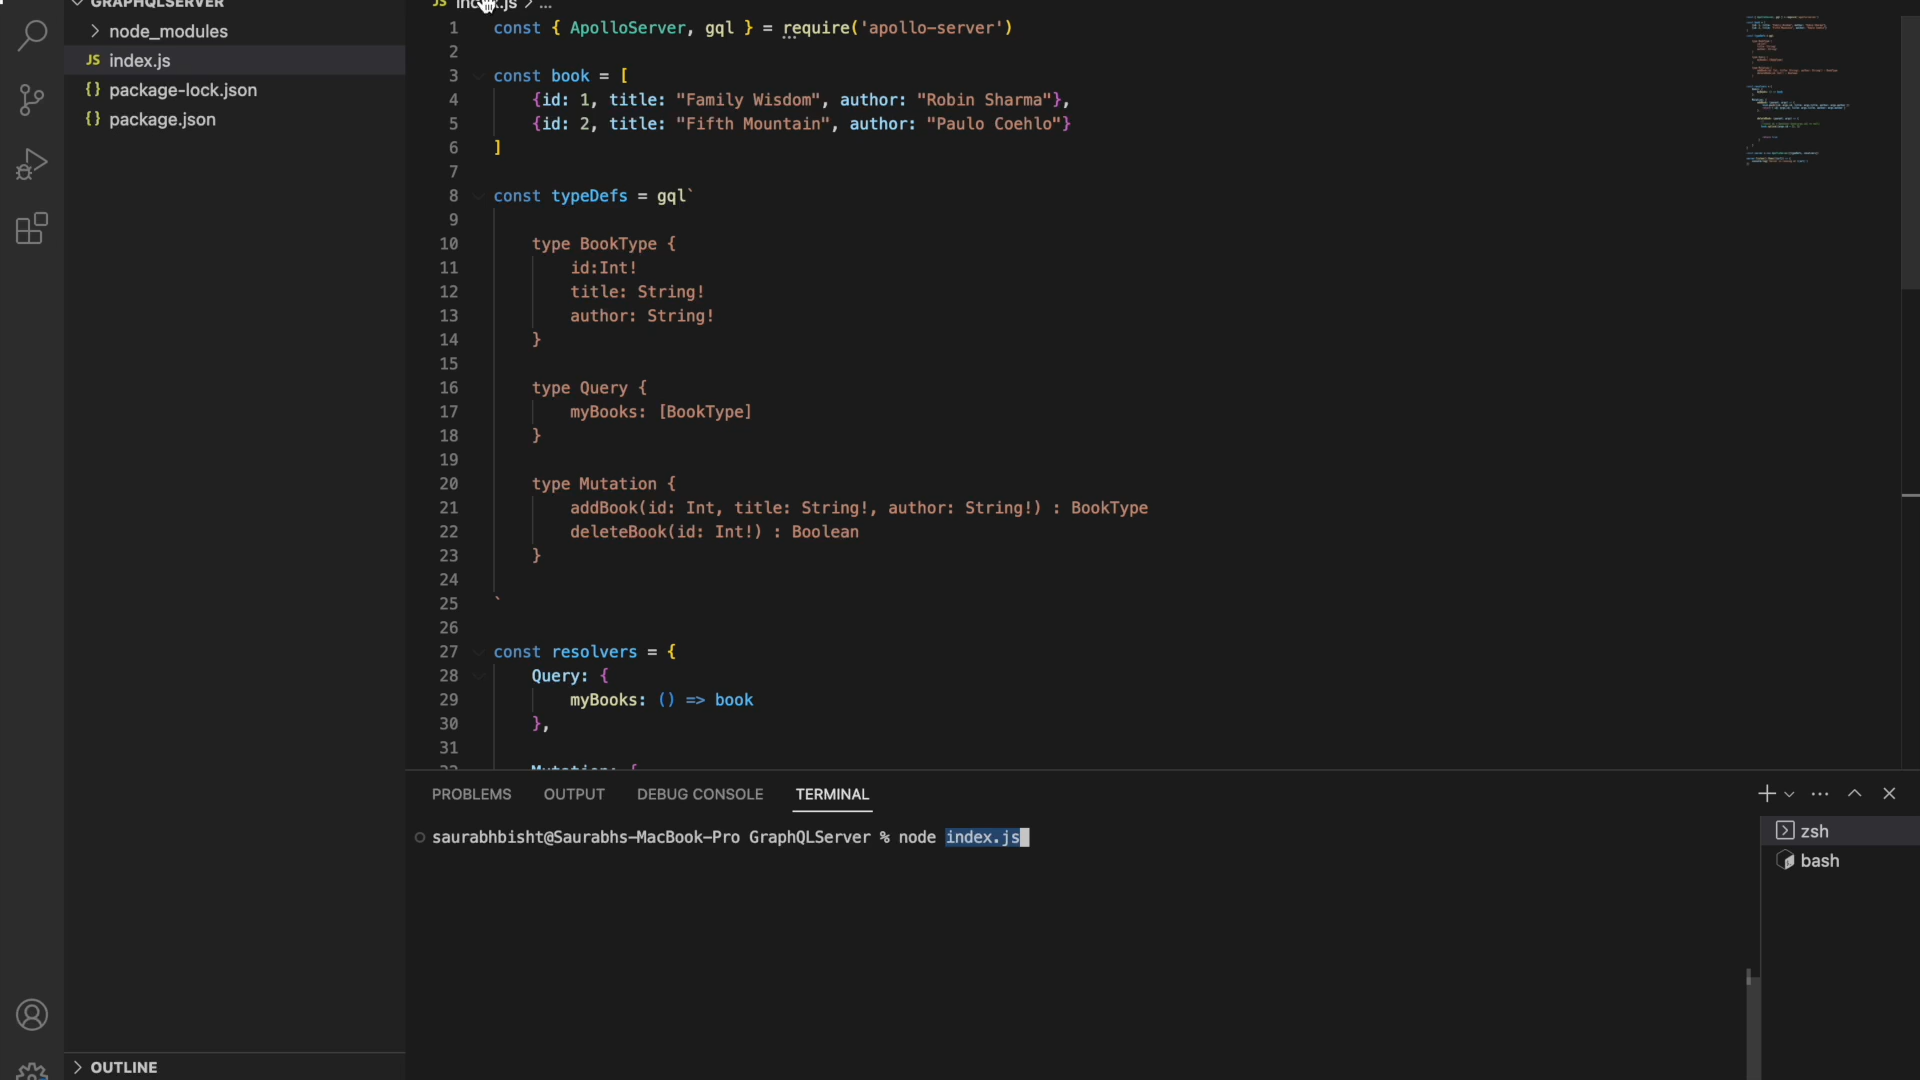 GRAPHQLSERVER
node_modules
JS index.js
{} package-lock.json
{} package.json
OUTLINE
JS index.js > ...
1 const { ApolloServer, gql } = require('apollo-server')
2
3 const book = [
4 {id: 1, title: "Family Wisdom", author: "Robin Sharma"},
5 {id: 2, title: "Fifth Mountain", author: "Paulo Coehlo"}
6 ]
7
8 const typeDefs = gql`
9
10 type BookType {
11 id:Int!
12 title: String!
13 author: String!
14 }
15
16 type Query {
17 myBooks: [BookType]
18 }
19
20 type Mutation {
21 addBook(id: Int, title: String!, author: String!) : BookType
22 deleteBook(id: Int!) : Boolean
23 }
24
25 `
26
27 const resolvers = {
28 Query: {
29 myBooks: () => book
30 },
31
32 Mutation: {
PROBLEMS OUTPUT DEBUG CONSOLE TERMINAL
saurabhbisht@Saurabhs-MacBook-Pro GraphQLServer % node index.js
zsh
bash